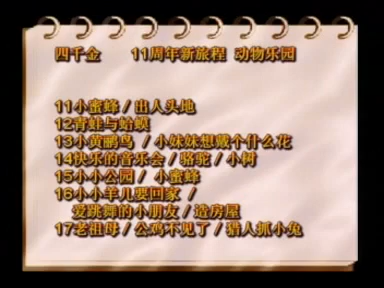 四千金 11周年新旅程 动物乐园
11小蜜蜂/出人头地
12青蛙与蛤蟆
13小黄鹂鸟 /小妹妹想戴个什么花
14快乐的音乐会/骆驼/小树
15小小公园/ 小蜜蜂
16小小羊儿要回家 /
爱跳舞的小朋友/造房屋
17老祖母/公鸡不见了/猎人抓小兔